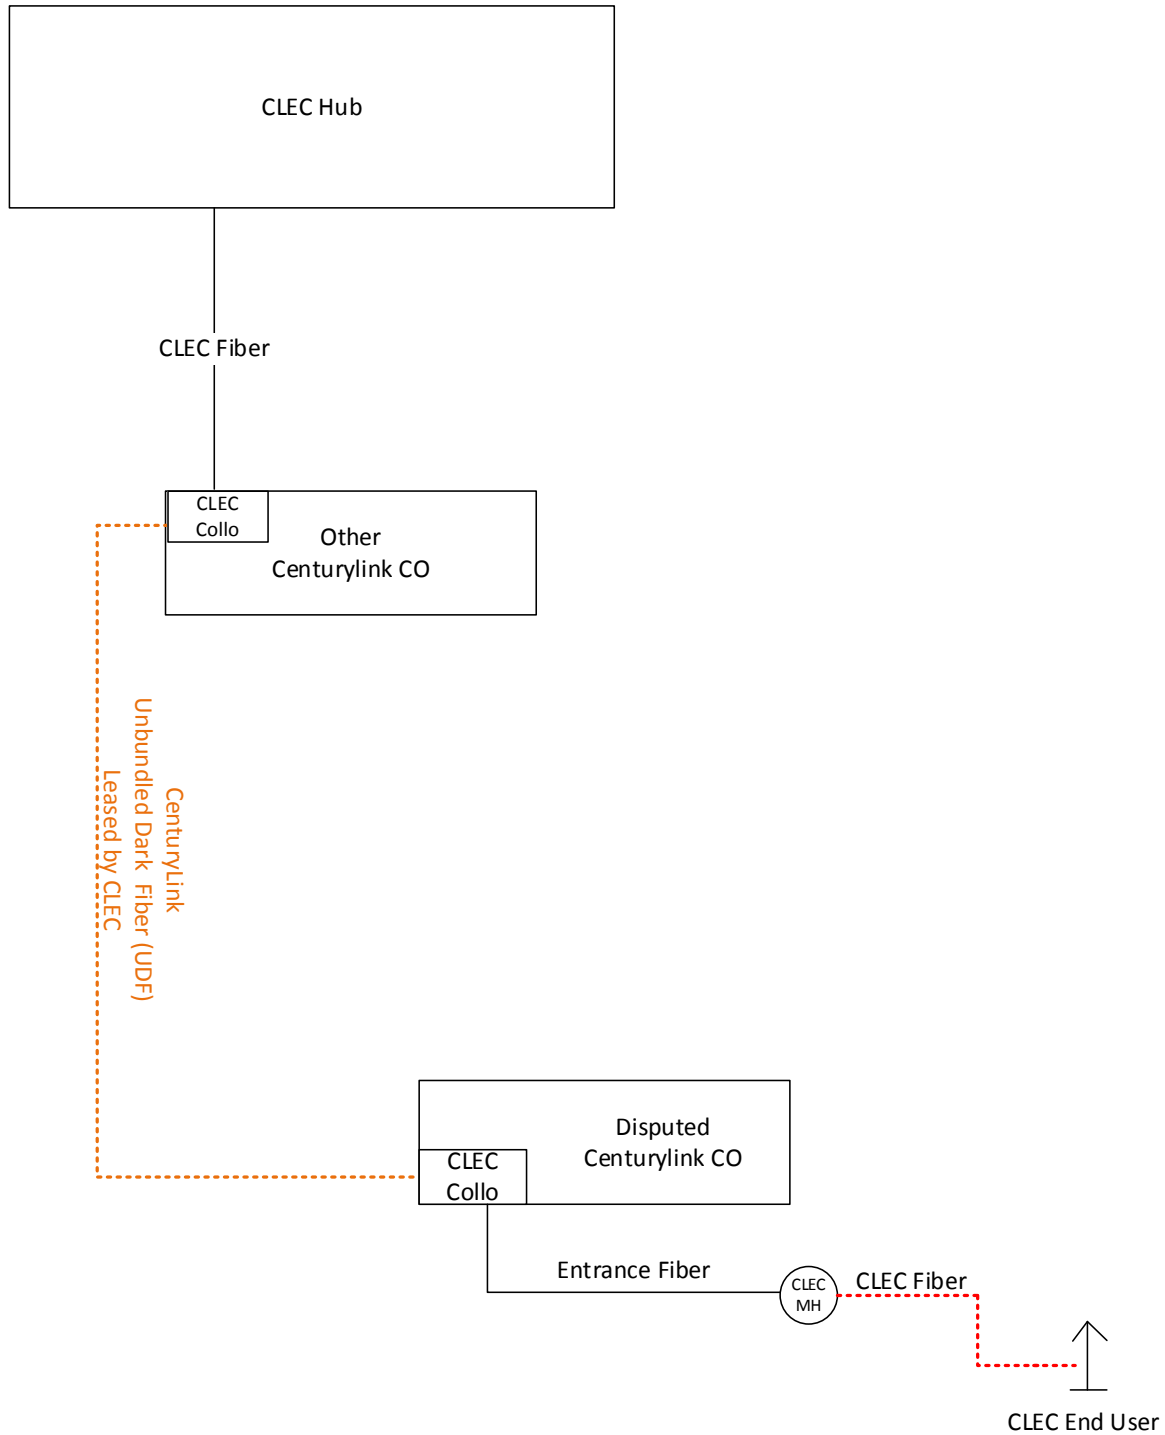 CLEC Hub
CLEC Fiber
CLEC
Collo
Other
Centurylink CO
CenturyLink
Unbundled Dark Fiber (UDF)
Leased by CLEC
Disputed
Centurylink CO
CLEC
Collo
Entrance Fiber
CLEC
MH
CLEC Fiber
CLEC End User